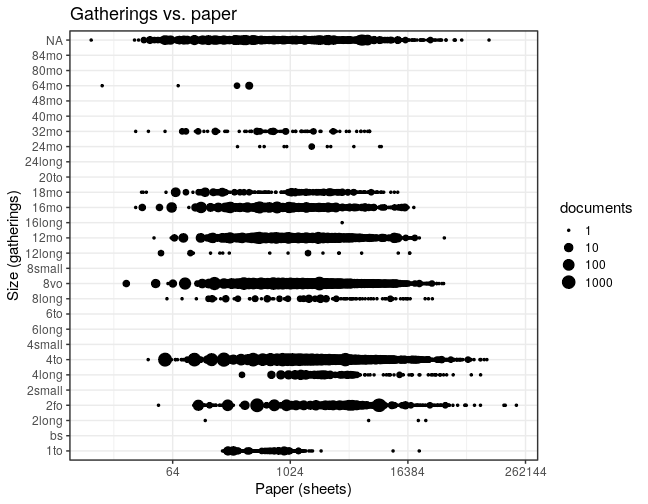 Gatherings vs. paper
NA
84mo
80mo
64mo
48mo
40mo
32mo
24mo
24long
20to
18mo
16mo
16long
12mo
12long
8small
8vo
8long
6to
6long
4small
4to
4long
2small
2fo
2long
bs
1to
Size (gatherings)
64
1024
16384
262144
Paper (sheets)
documents
1
10
100
1000